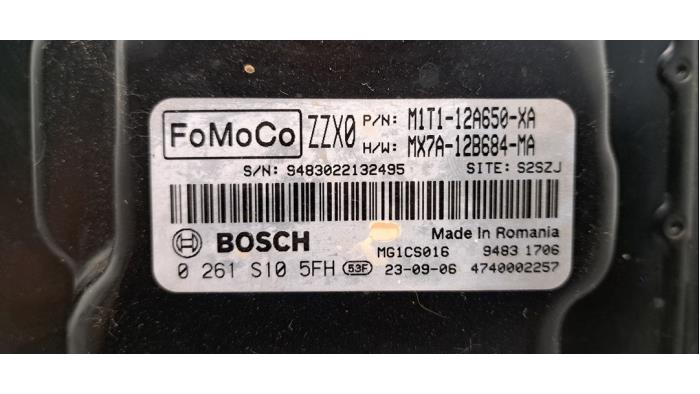 FoMoCo ZZX0 P/N: M1T1-12A650-XA
H/W: MX7A-12B684-MA
S/N: 9483022132495 SITE: S2SZJ
BOSCH Made In Romania
MG1CS016 9483 1706
0 261 S10 5FH 53F 23-09-06 4740002257